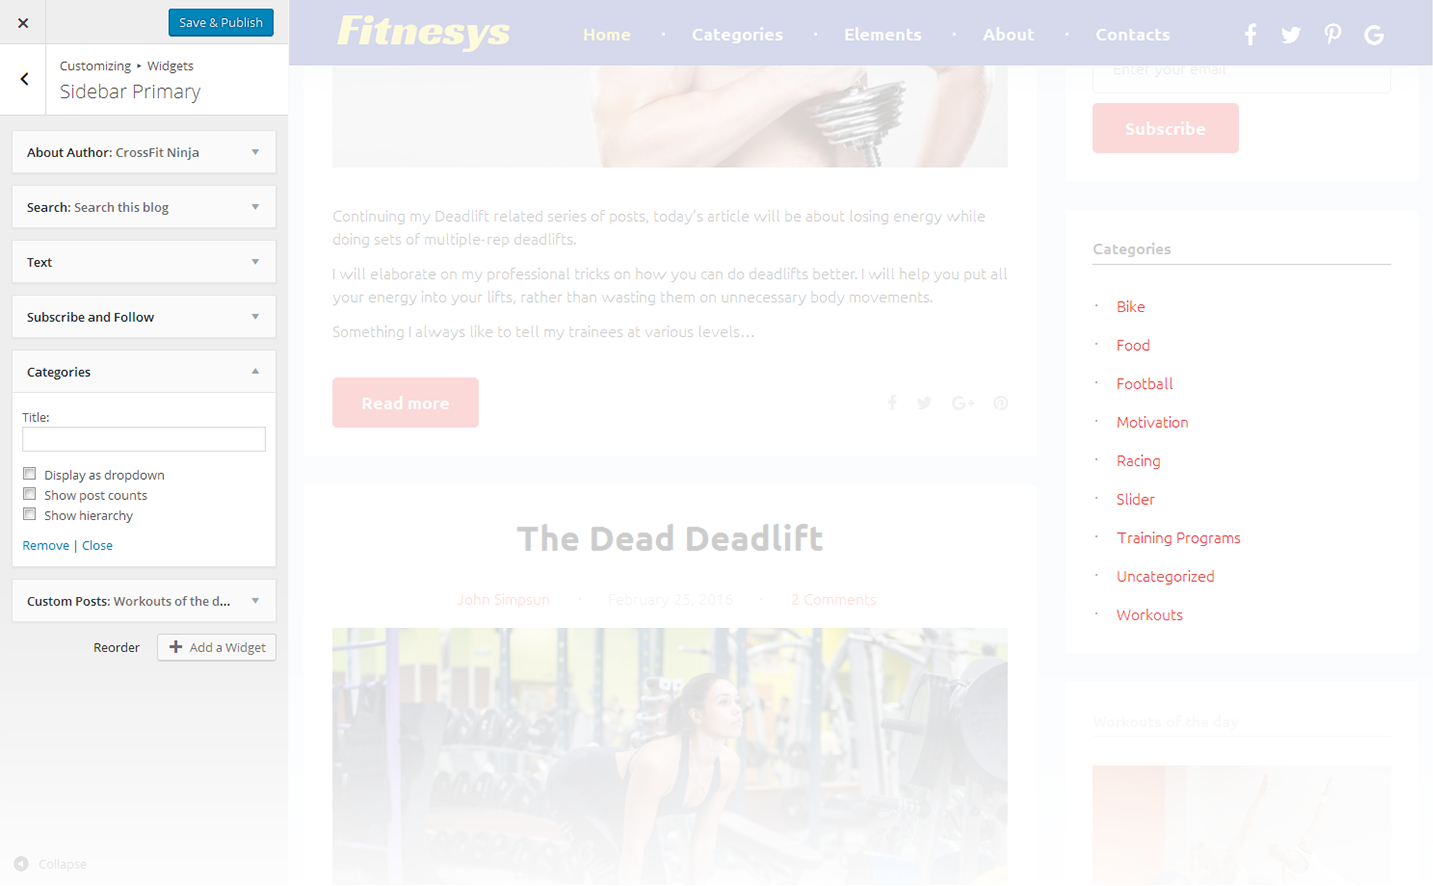 Save & Publish
Customizing ▸ Widgets
Sidebar Primary
About Author: CrossFit Ninja
Search: Search this blog
Text
Subscribe and Follow
Categories
Title:
Display as dropdown
Show post counts
Show hierarchy
Remove | Close
Custom Posts: Workouts of the d...
Reorder
Add a Widget
Collapse
Fitnesys
Home · Categories · Elements · About · Contacts
Continuing my Deadlift related series of posts, today's article will be about losing energy while
doing sets of multiple-rep deadlifts.
I will elaborate on my professional tricks on how you can do deadlifts better. I will help you put all
your energy into your lifts, rather than wasting them on unnecessary body movements.
Something I always like to tell my trainees at various levels…
Read more
The Dead Deadlift
John Simpsun · February 25, 2016 · 2 Comments
Enter your email
Subscribe
Categories
Bike
Food
Football
Motivation
Racing
Slider
Training Programs
Uncategorized
Workouts
Workouts of the day